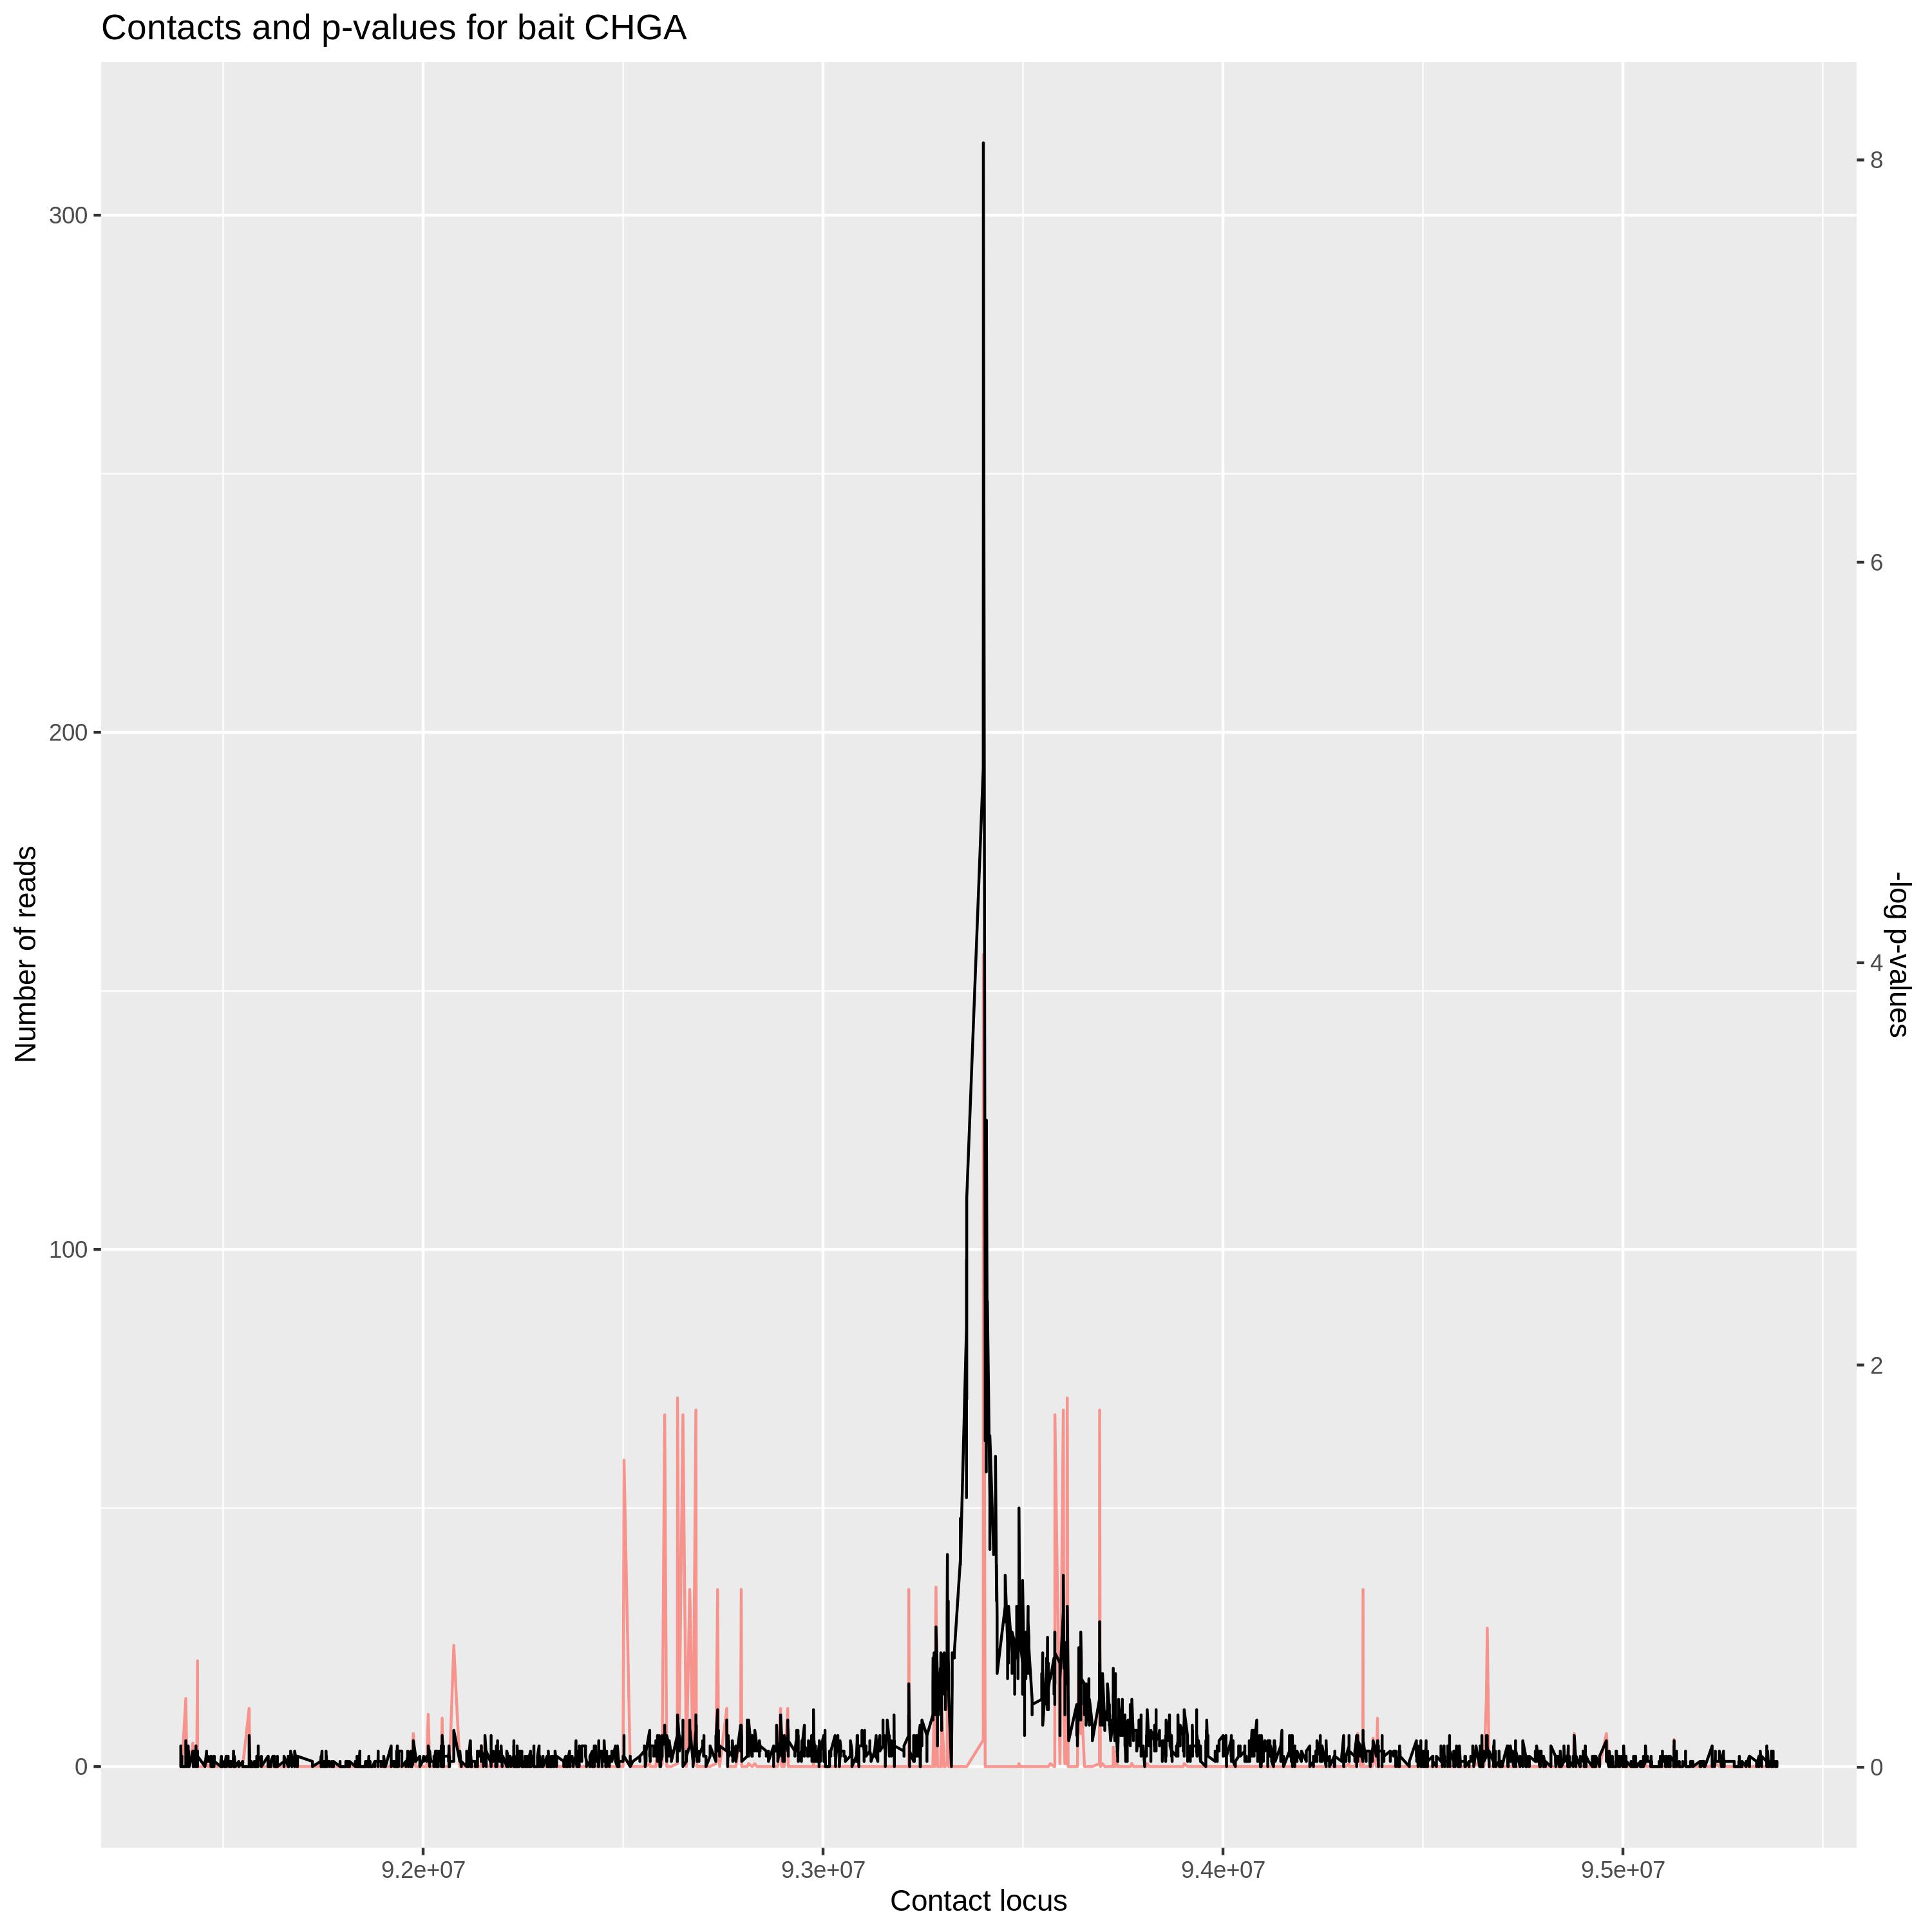 Contacts and p-values for bait CHGA
Number of reads
300
200
100
0
8
6
4
2
0
-log p-values
9.2e+07 9.3e+07 9.4e+07 9.5e+07
Contact locus